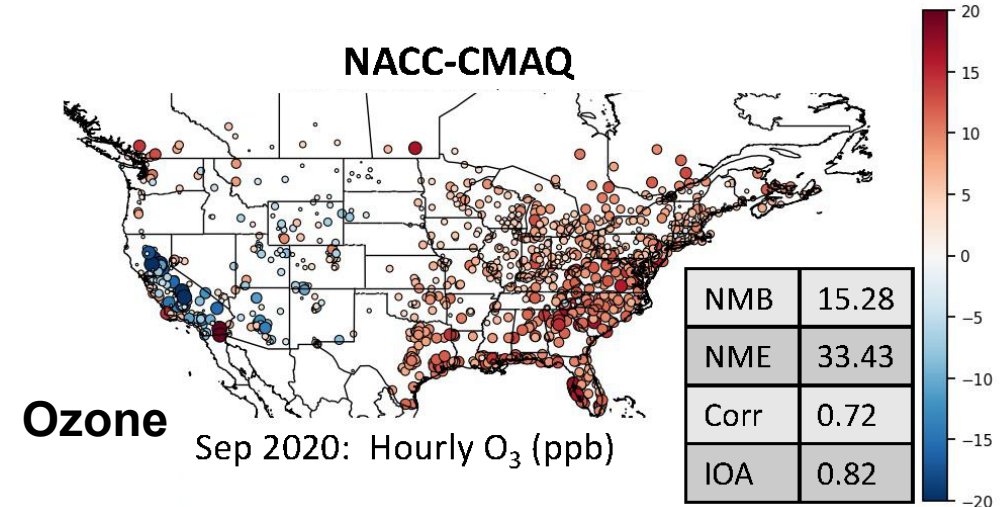 NACC-CMAQ
20
15
10
5
0
−5
−10
−15
−20
NMB 15.28
NME 33.43
Corr 0.72
IOA 0.82
Ozone
Sep 2020: Hourly O₃ (ppb)